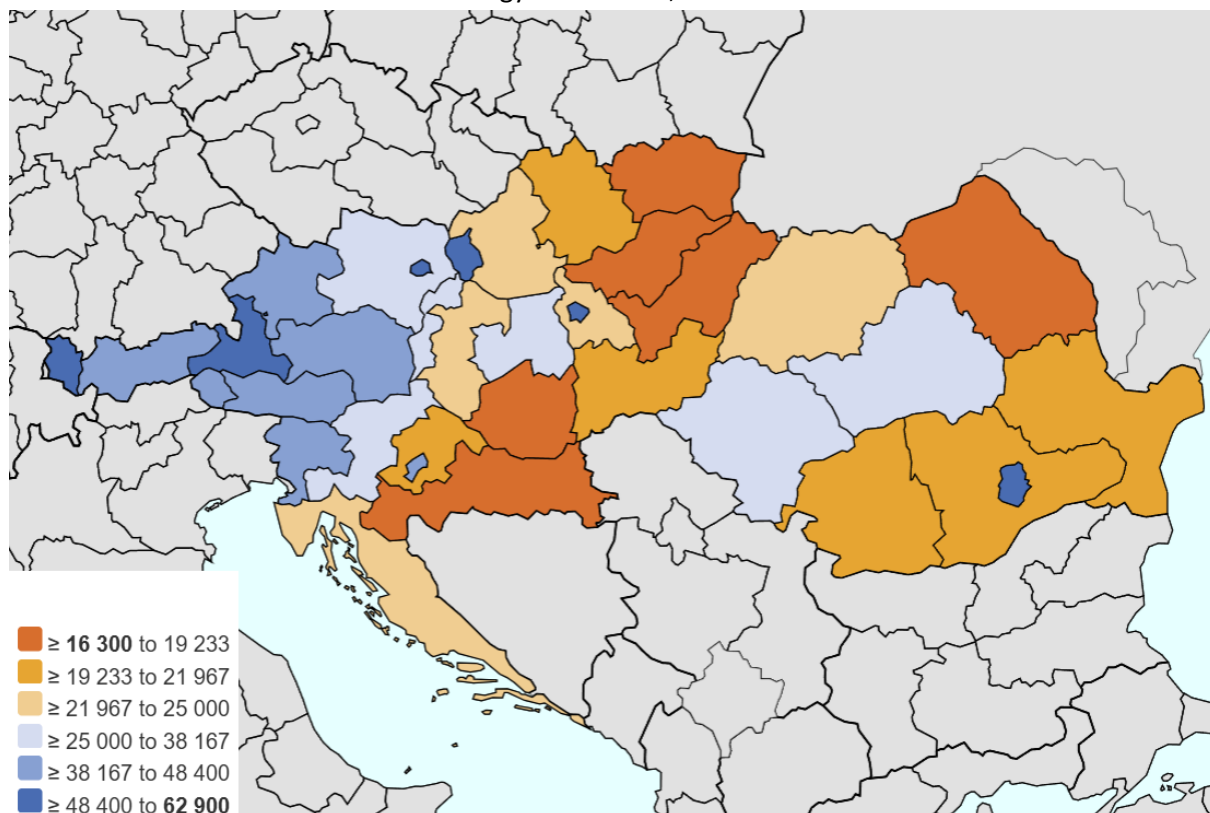 ≥ 16 300 to 19 233
≥ 19 233 to 21 967
≥ 21 967 to 25 000
≥ 25 000 to 38 167
≥ 38 167 to 48 400
≥ 48 400 to 62 900